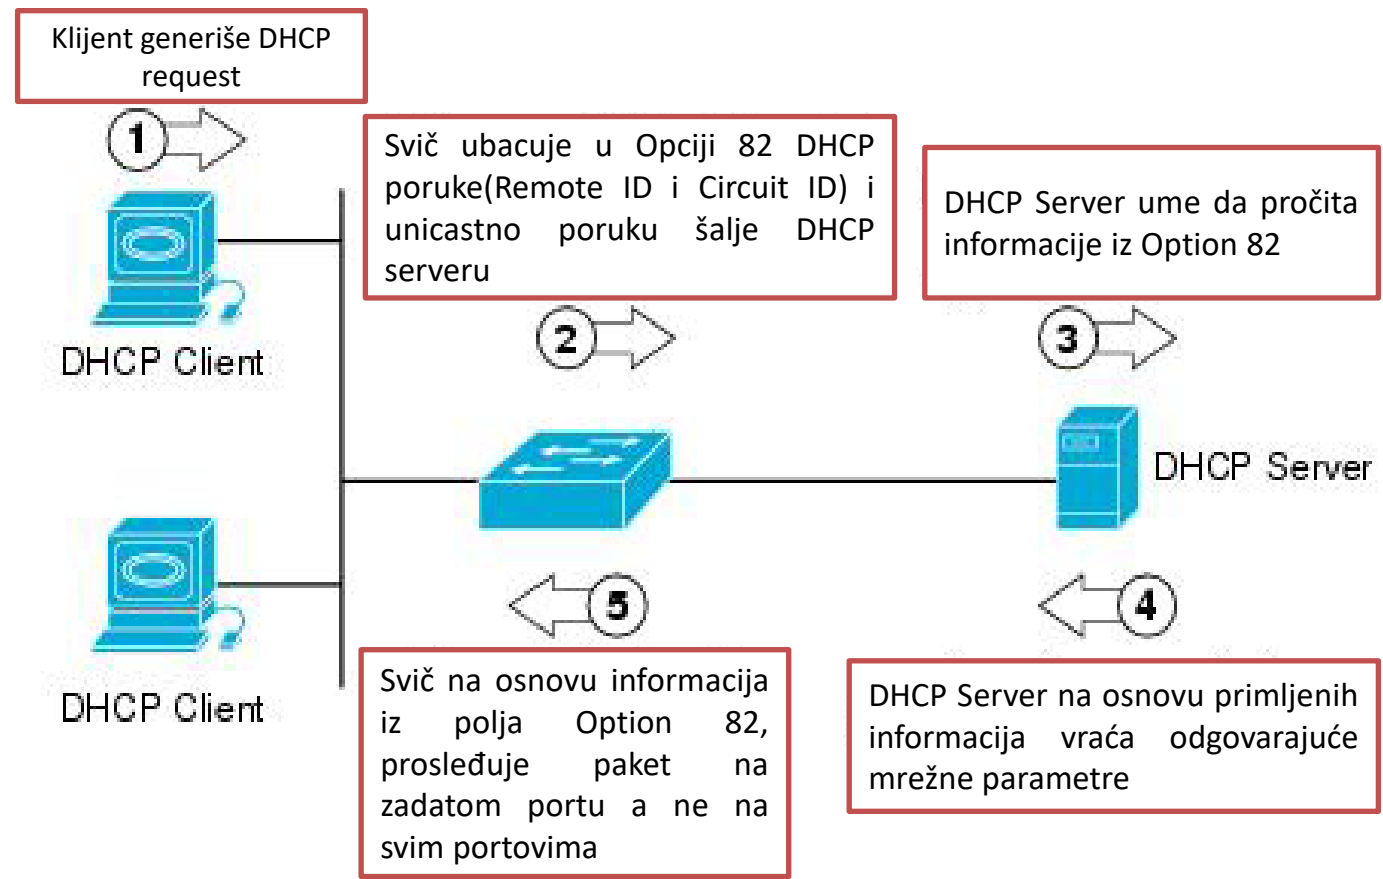 Klijent generiše DHCP
request
1
Svič ubacuje u Opciji 82 DHCP
poruke(Remote ID i Circuit ID) i
unicastno poruku šalje DHCP
serveru
DHCP Server ume da pročita
informacije iz Option 82
2
3
DHCP Client
DHCP Server
5
4
DHCP Client
Svič na osnovu informacija
iz polja Option 82,
prosleđuje paket na
zadatom portu a ne na
svim portovima
DHCP Server na osnovu primljenih
informacija vraća odgovarajuće
mrežne parametre